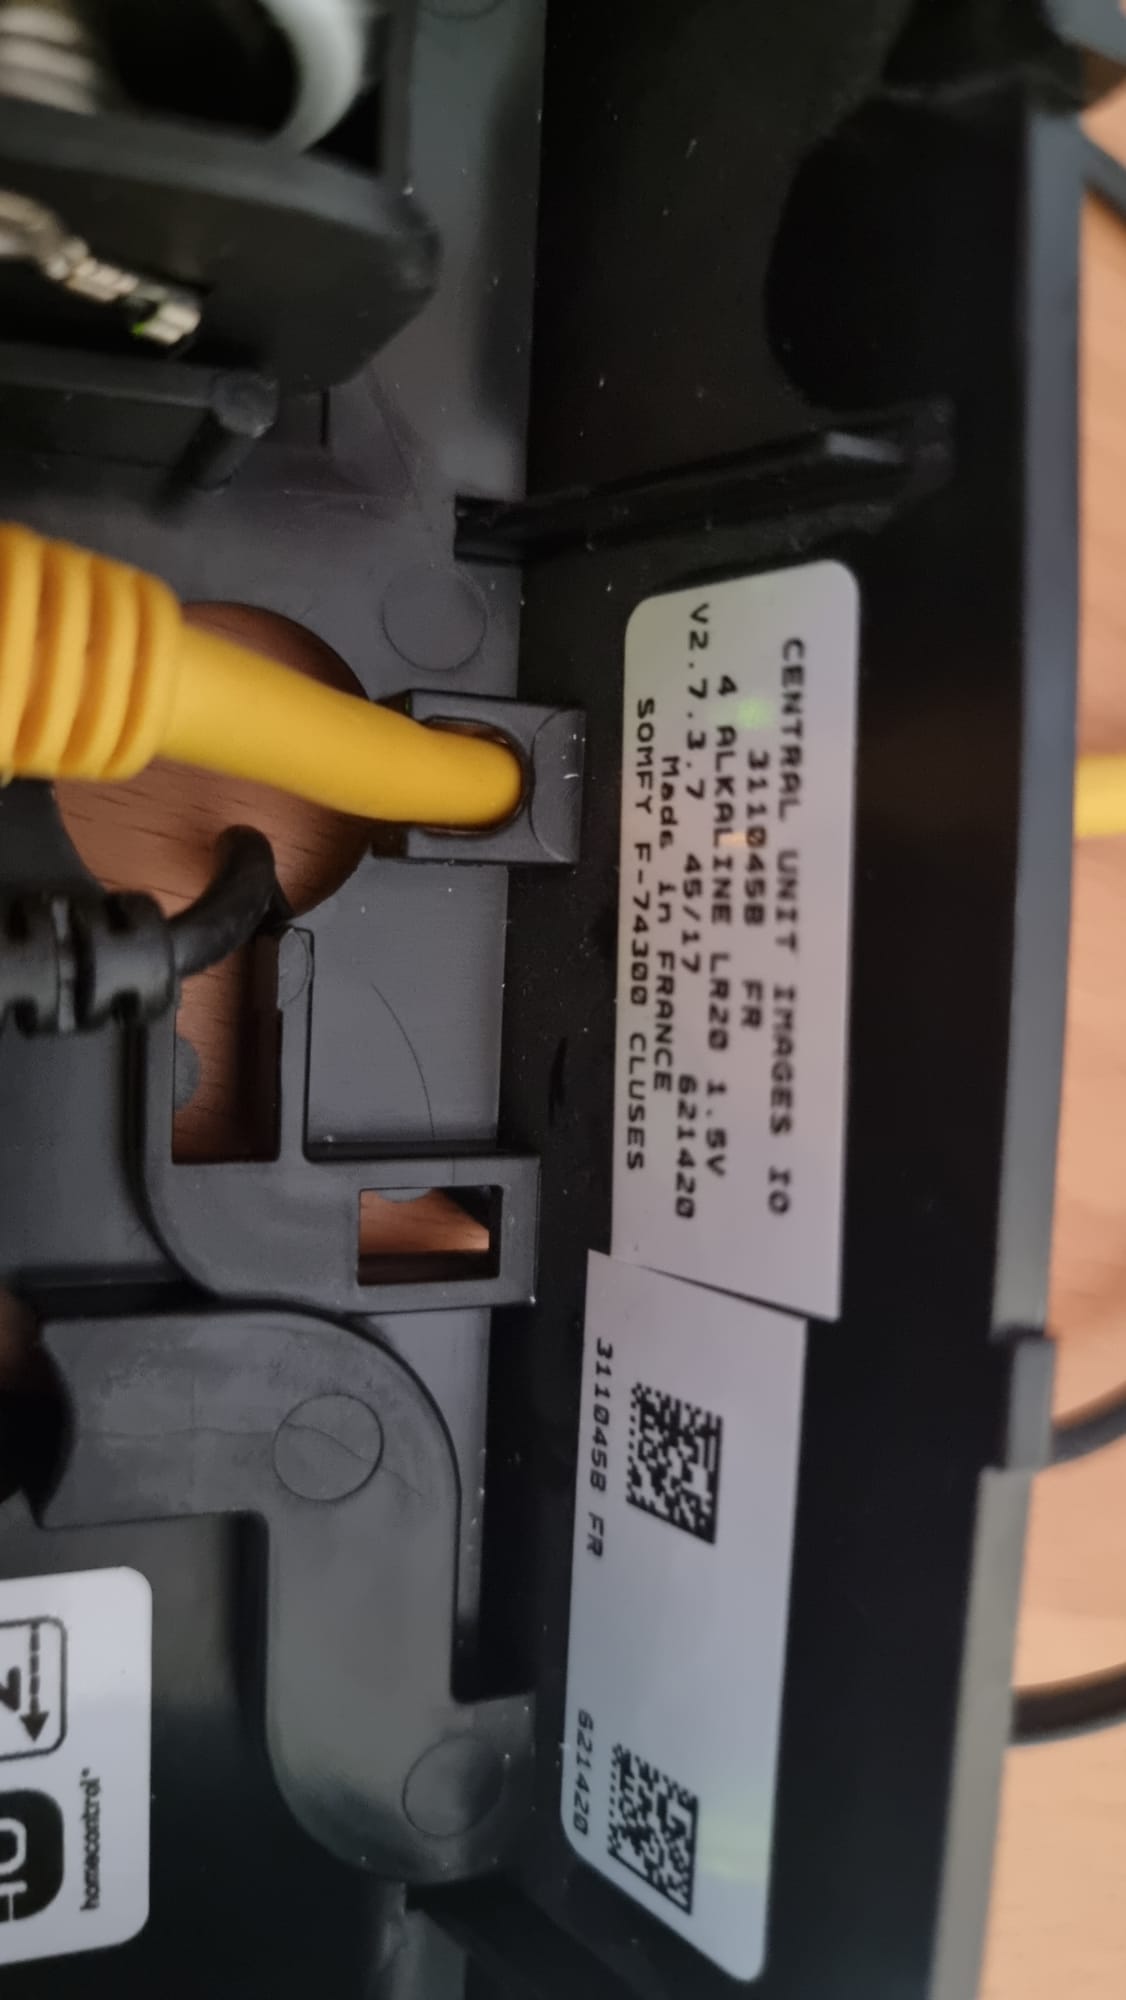 CENTRAL UNIT IMAGES IO
3110458 FR
4 ALKALINE LR20 1.5V
V2.7.3.7 45/17 621420
Made in FRANCE
SOMFY F-74300 CLUSES
3110458 FR
621420
homecontrol®